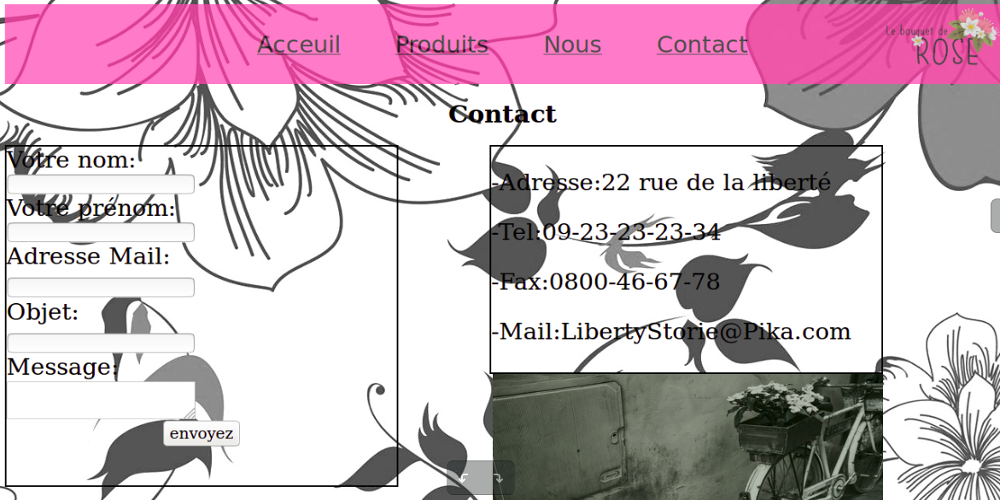 Acceuil Produits Nous Contact
Le bouquet de
ROSE
Contact
Votre nom:
Votre prénom:
Adresse Mail:
Objet:
Message:
envoyez
-Adresse:22 rue de la liberté
-Tel:09-23-23-23-34
-Fax:0800-46-67-78
-Mail:LibertyStorie@Pika.com